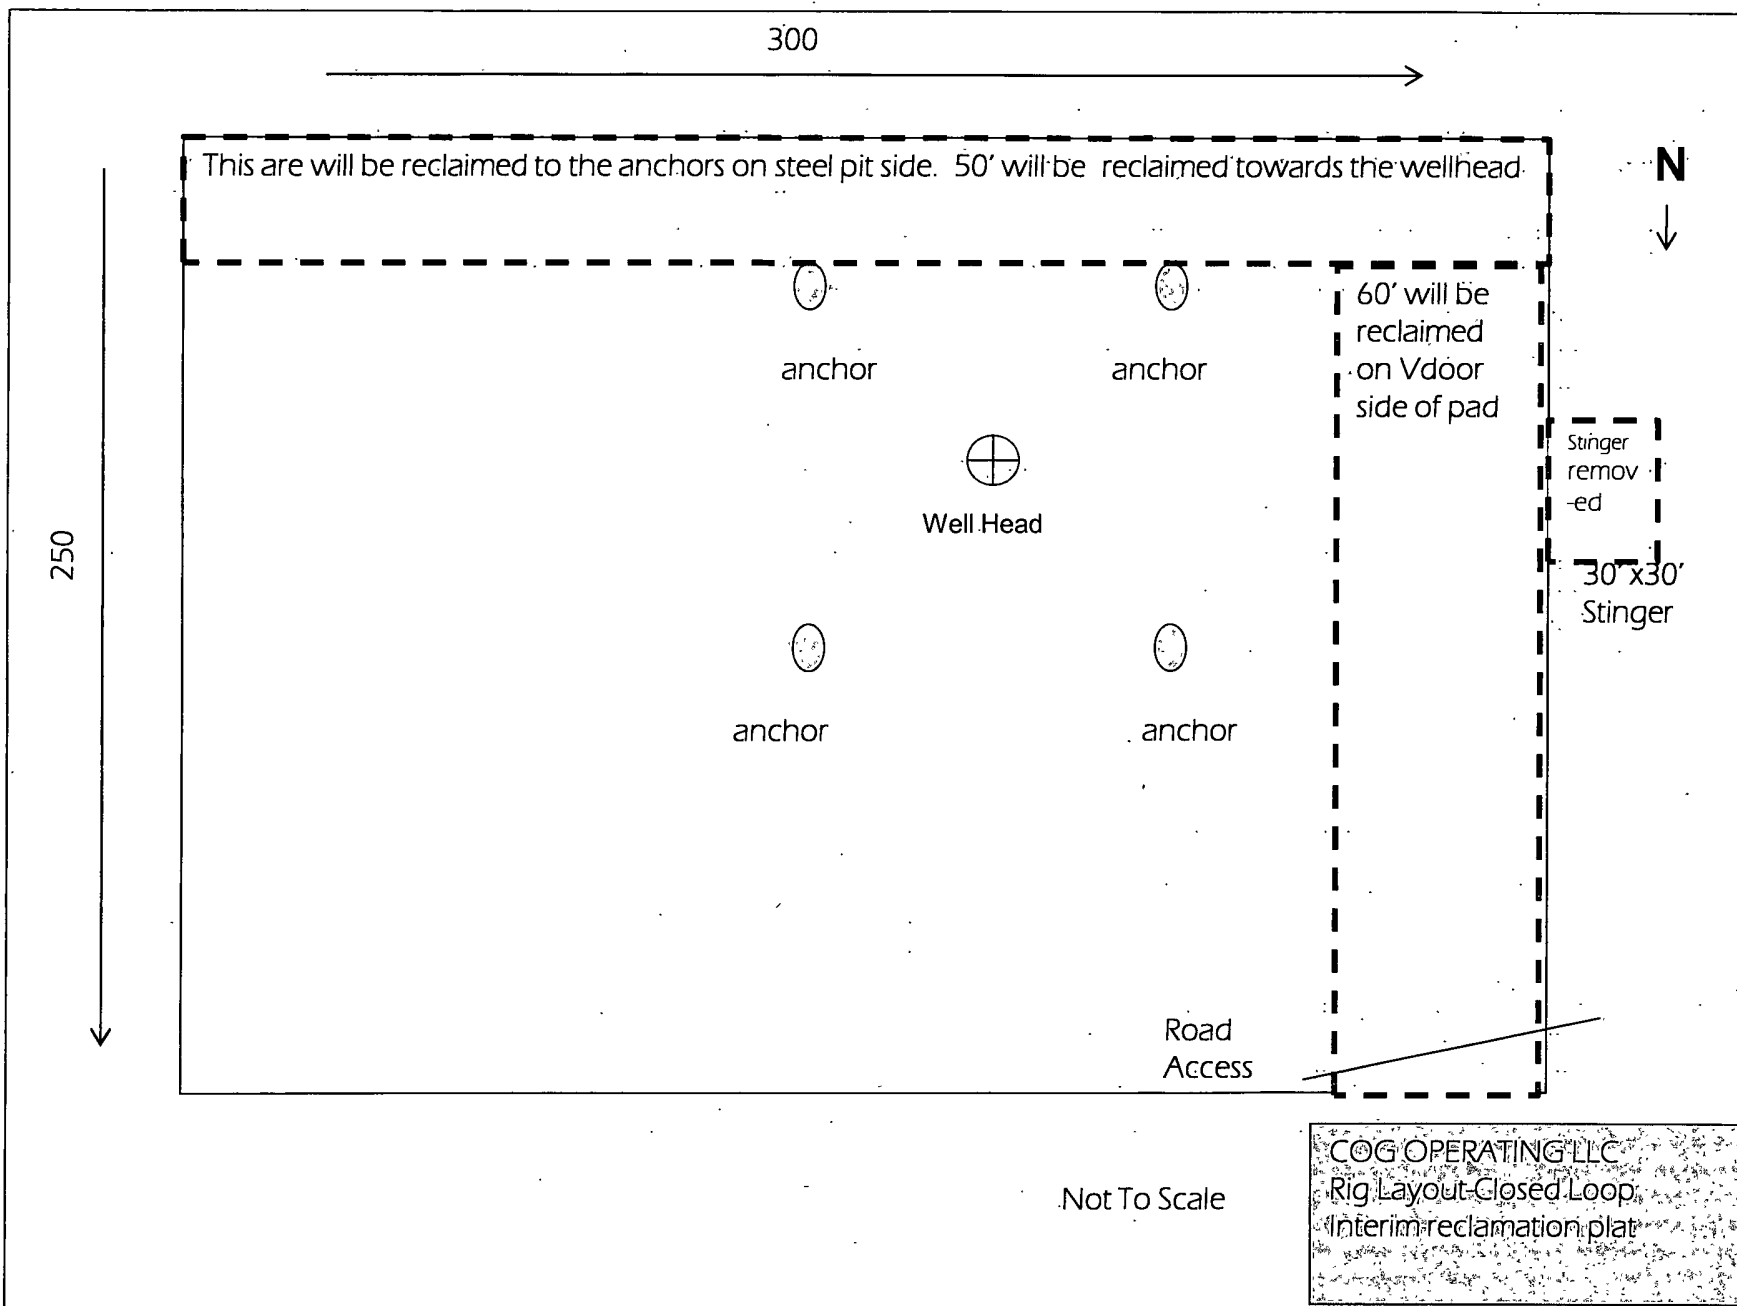 300
This are will be reclaimed to the anchors on steel pit side. 50' will be reclaimed towards the wellhead
N
60' will be
reclaimed
on Vdoor
side of pad
anchor
anchor
Stinger
remov
-ed
Well Head
250
30' x30'
Stinger
anchor
anchor
Road
Access
Not To Scale
COG OPERATING LLC
Rig Layout-Closed Loop
Interim reclamation plat